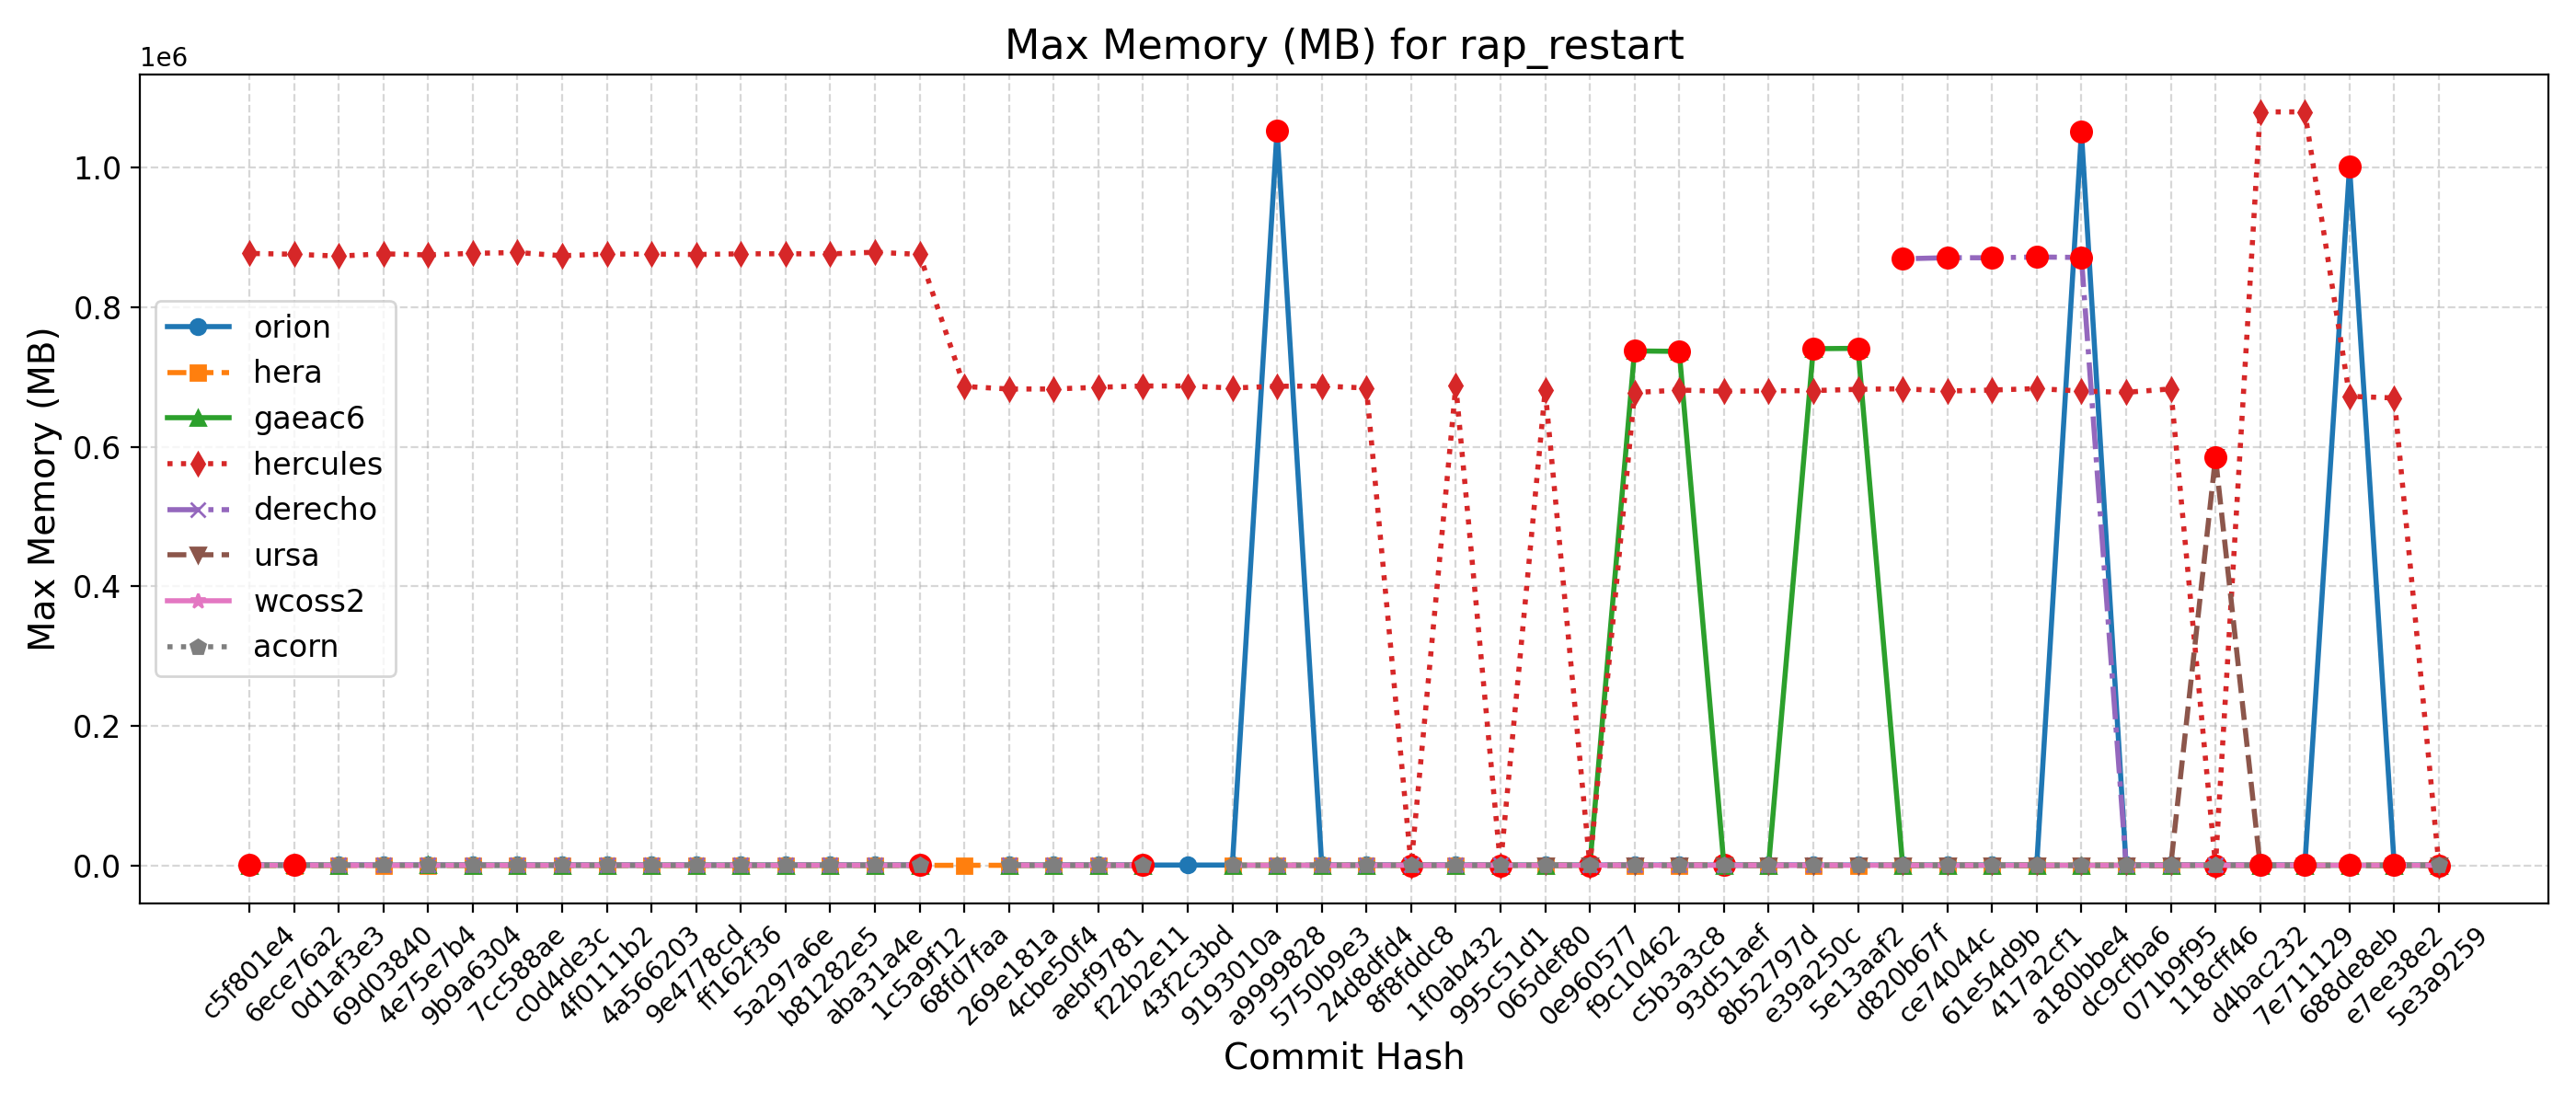 Max Memory (MB) for rap_restart
1e6
Max Memory (MB)
1.0
0.8
0.6
0.4
0.2
0.0
orion
hera
gaeac6
hercules
derecho
ursa
wcoss2
acorn
c5f801e4
6ece76a2
0d1af3e3
69d03840
4e75e7b4
9b9a6304
7cc588ae
c0d4de3c
4f0111b2
4a566203
9e4778cd
ff162f36
5a297a6e
b81282e5
aba31a4e
1c5a9f12
68fd7faa
269e181a
4cbe50f4
aebf9781
f22b2e11
43f2c3bd
9193010a
a9999828
5750b9e3
24d8dfd4
8f8fddc8
1f0ab432
995c51d1
065def80
0e960577
f9c10462
c5b3a3c8
93d51aef
8b52797d
e39a250c
5e13aaf2
d820b67f
ce74044c
61e54d9b
417a2cf1
a180bbe4
dc9cfba6
071b9f95
118cff46
d4bac232
7e711129
688de8eb
e7ee38e2
5e3a9259
Commit Hash